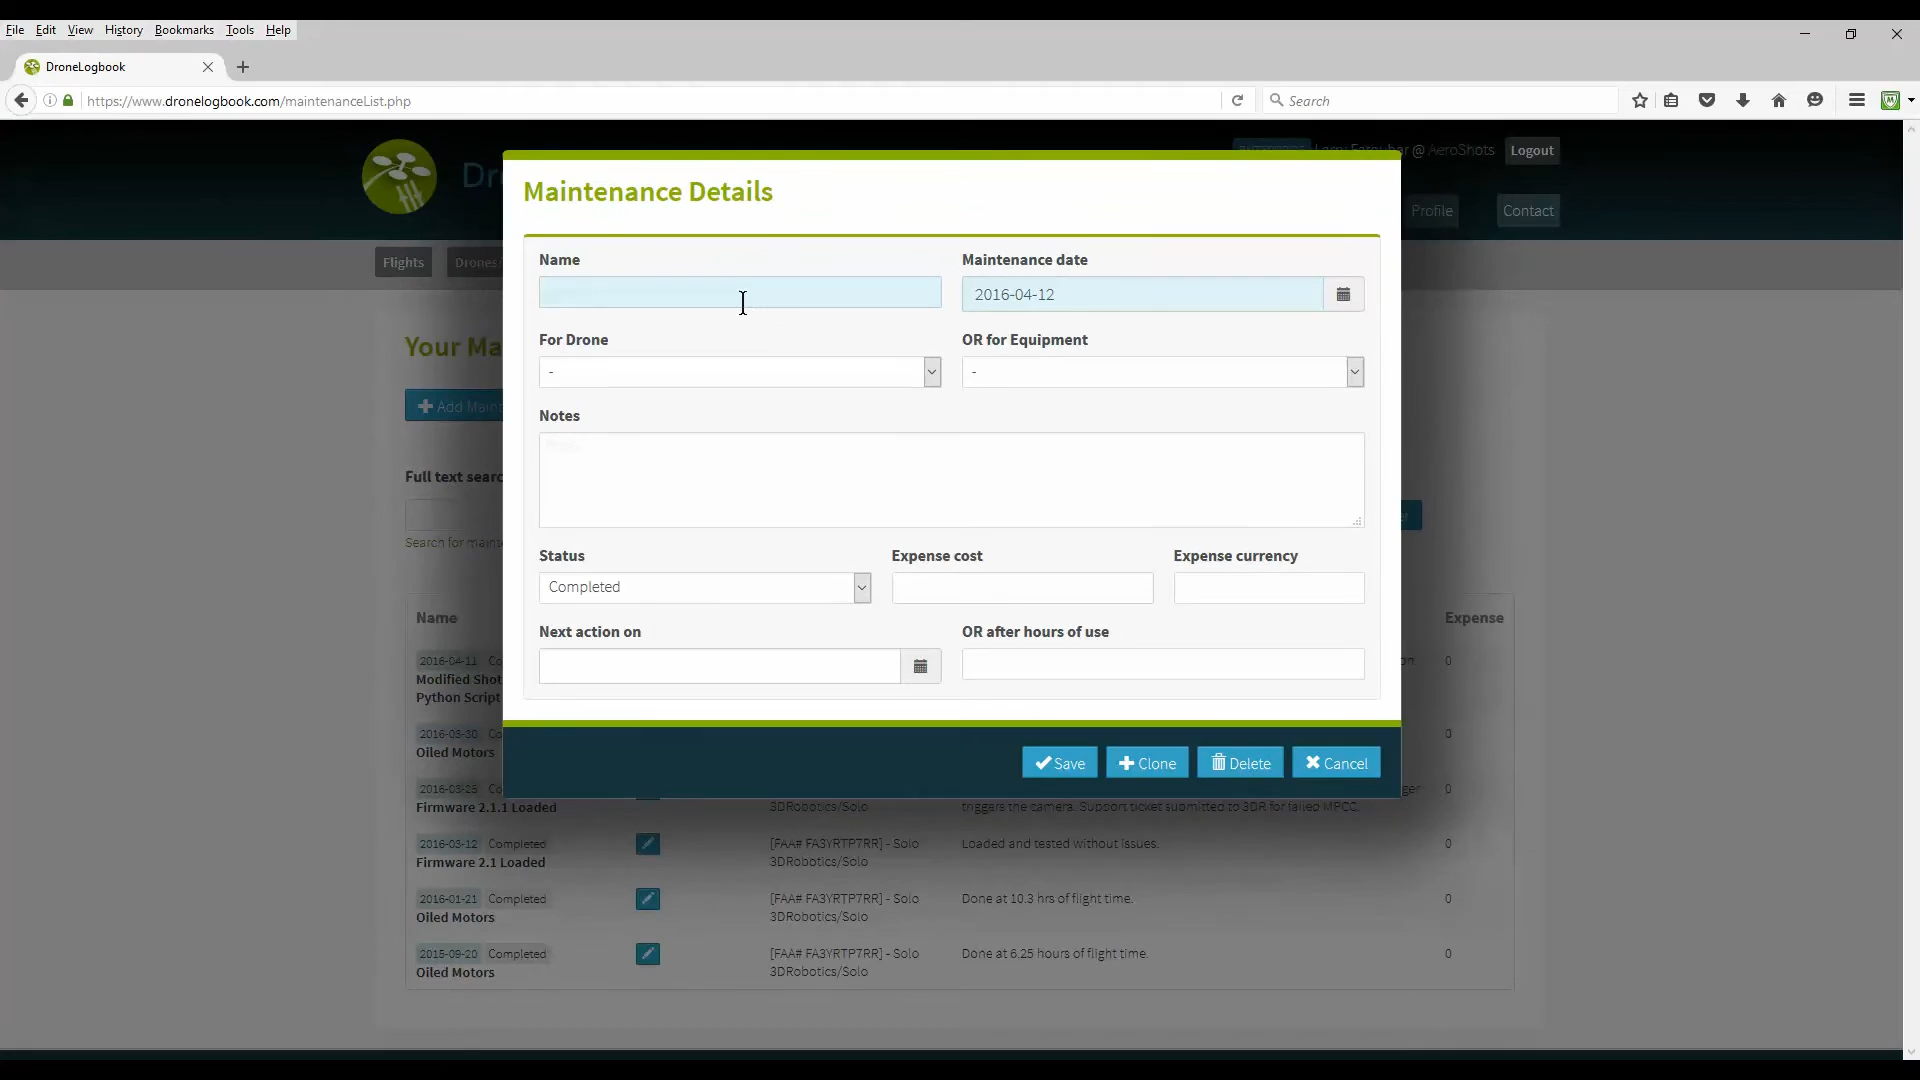 File Edit View History Bookmarks Tools Help
DroneLogbook
https://www.dronelogbook.com/maintenanceList.php
Search
@ AeroShots
Logout
Maintenance Details
Profile
Contact
Flights
Drones
Name
Maintenance date
2016-04-12
For Drone
OR for Equipment
-
-
Notes
Status
Expense cost
Expense currency
Completed
Next action on
OR after hours of use
Save
Clone
Delete
Cancel
Add
Full text
Search for
Name
Expense
2016-04-11
0
Modified
Python Script
2016-03-30
0
Oiled Motors
2016-03-25
0
Firmware 2.1.1 Loaded
3DRobotics/Solo
triggers the camera. Support ticket submitted to 3DR for failed MPCC.
2016-03-12 Completed
[FAA# FA3YRTP7RR] - Solo
Loaded and tested without issues.
0
Firmware 2.1 Loaded
3DRobotics/Solo
2016-01-21 Completed
[FAA# FA3YRTP7RR] - Solo
Done at 10.3 hrs of flight time.
0
Oiled Motors
3DRobotics/Solo
2015-09-20 Completed
[FAA# FA3YRTP7RR] - Solo
Done at 6.25 hours of flight time.
0
Oiled Motors
3DRobotics/Solo